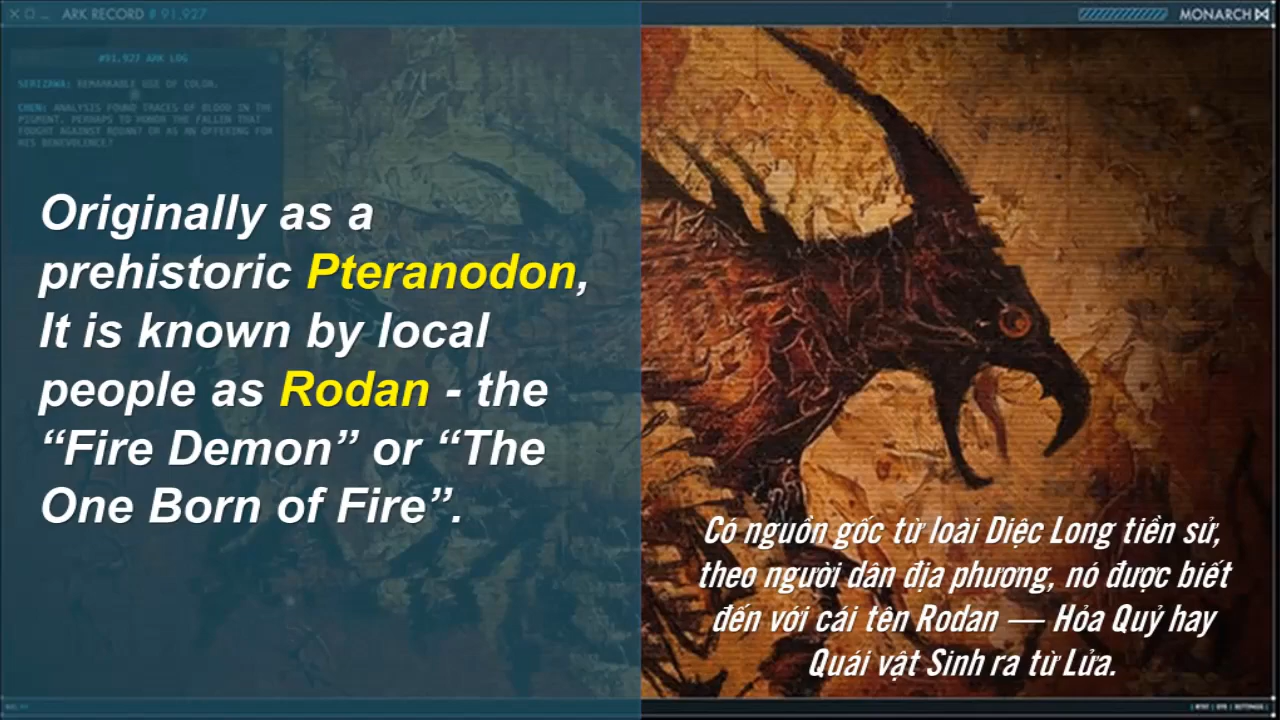 ARK RECORD # 91,927
MONARCH
#91,927 ARK LOG
SERIZAWA: REMARKABLE USE OF COLOR.
CHEN: ANALYSIS FOUND TRACES OF BLOOD IN THE
PIGMENT. PERHAPS TO HONOR THE FALLEN THAT
FOUGHT AGAINST RODAN? OR AS AN OFFERING FOR
HIS BENEVOLENCE?
Originally as a
prehistoric Pteranodon,
It is known by local
people as Rodan - the
“Fire Demon” or “The
One Born of Fire”.
Có nguồn gốc từ loài Diệc Long tiền sử,
theo người dân địa phương, nó được biết
đến với cái tên Rodan — Hỏa Quỷ hay
Quái vật Sinh ra từ Lửa.